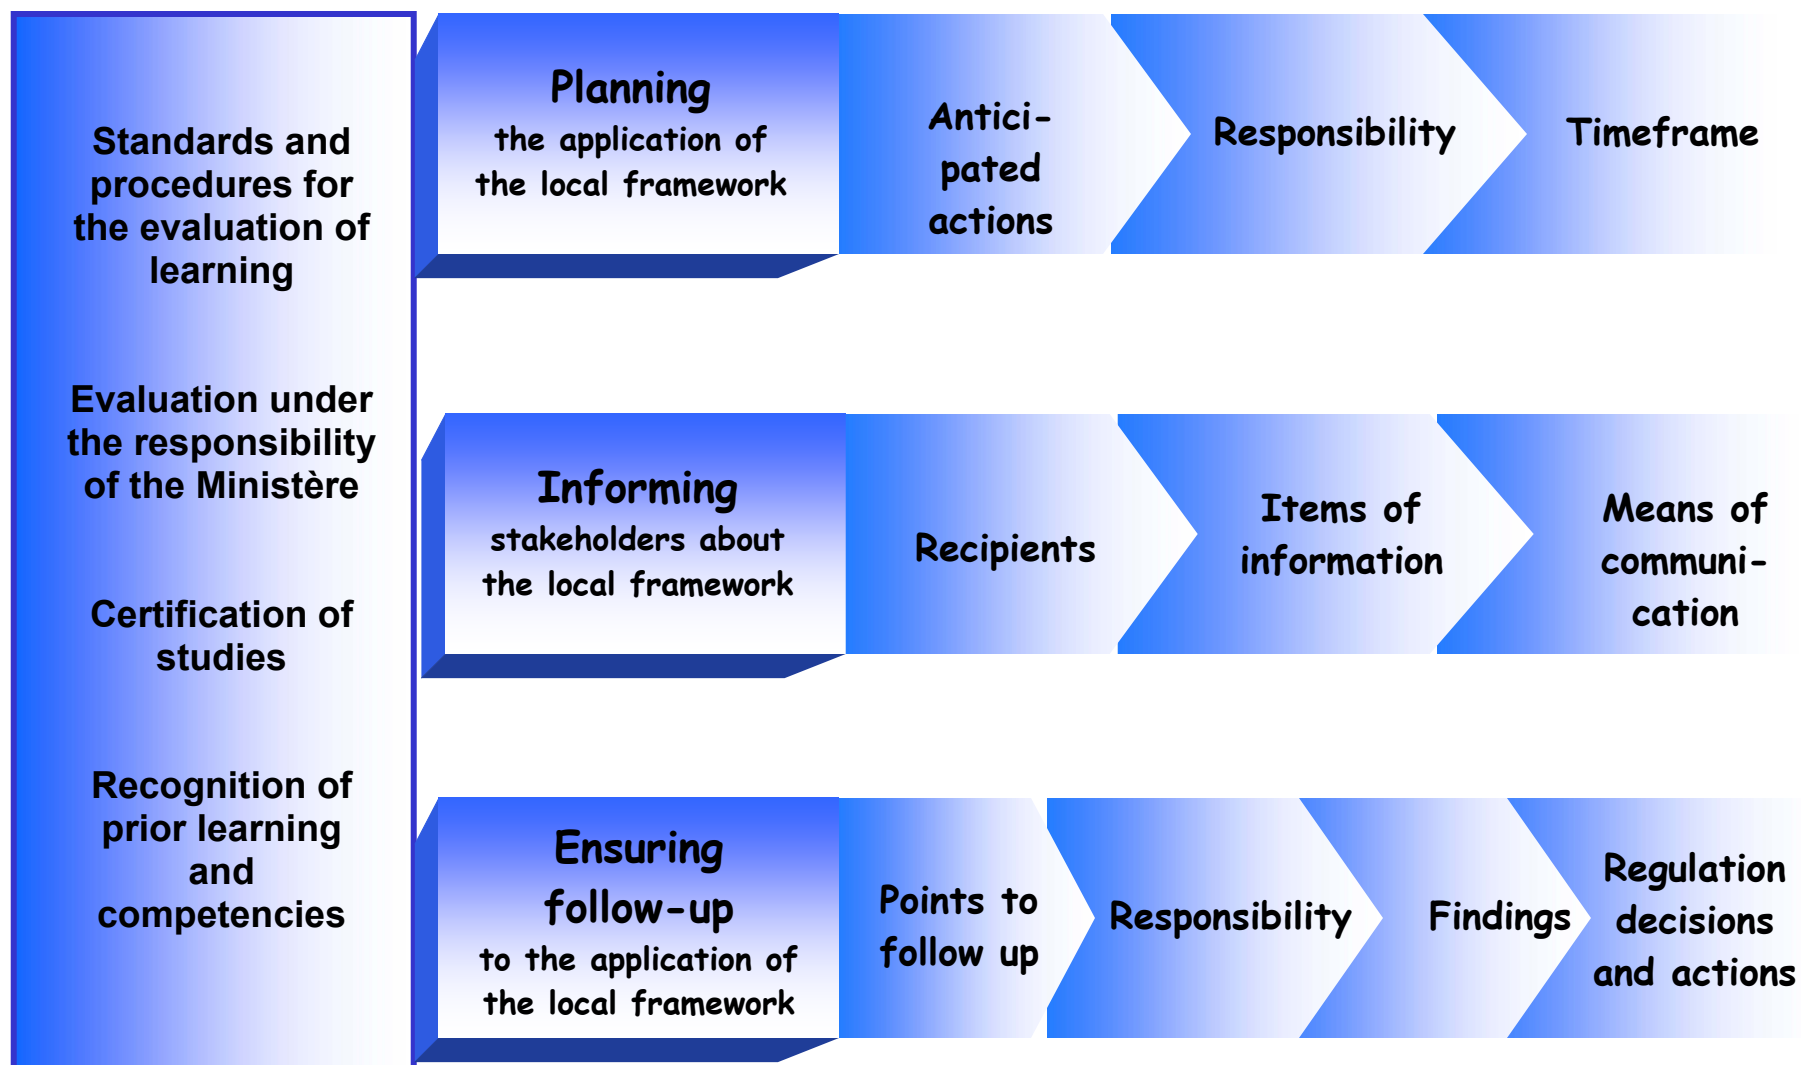 Standards and
procedures for
the evaluation of
learning
Evaluation under
the responsibility
of the Ministère
Certification of
studies
Recognition of
prior learning
and
competencies
Planning
the application of
the local framework
Antici-
pated
actions
Responsibility
Timeframe
Informing
stakeholders about
the local framework
Recipients
Items of
information
Means of
communi-
cation
Ensuring
follow-up
to the application of
the local framework
Points to
follow up
Responsibility
Findings
Regulation
decisions
and actions